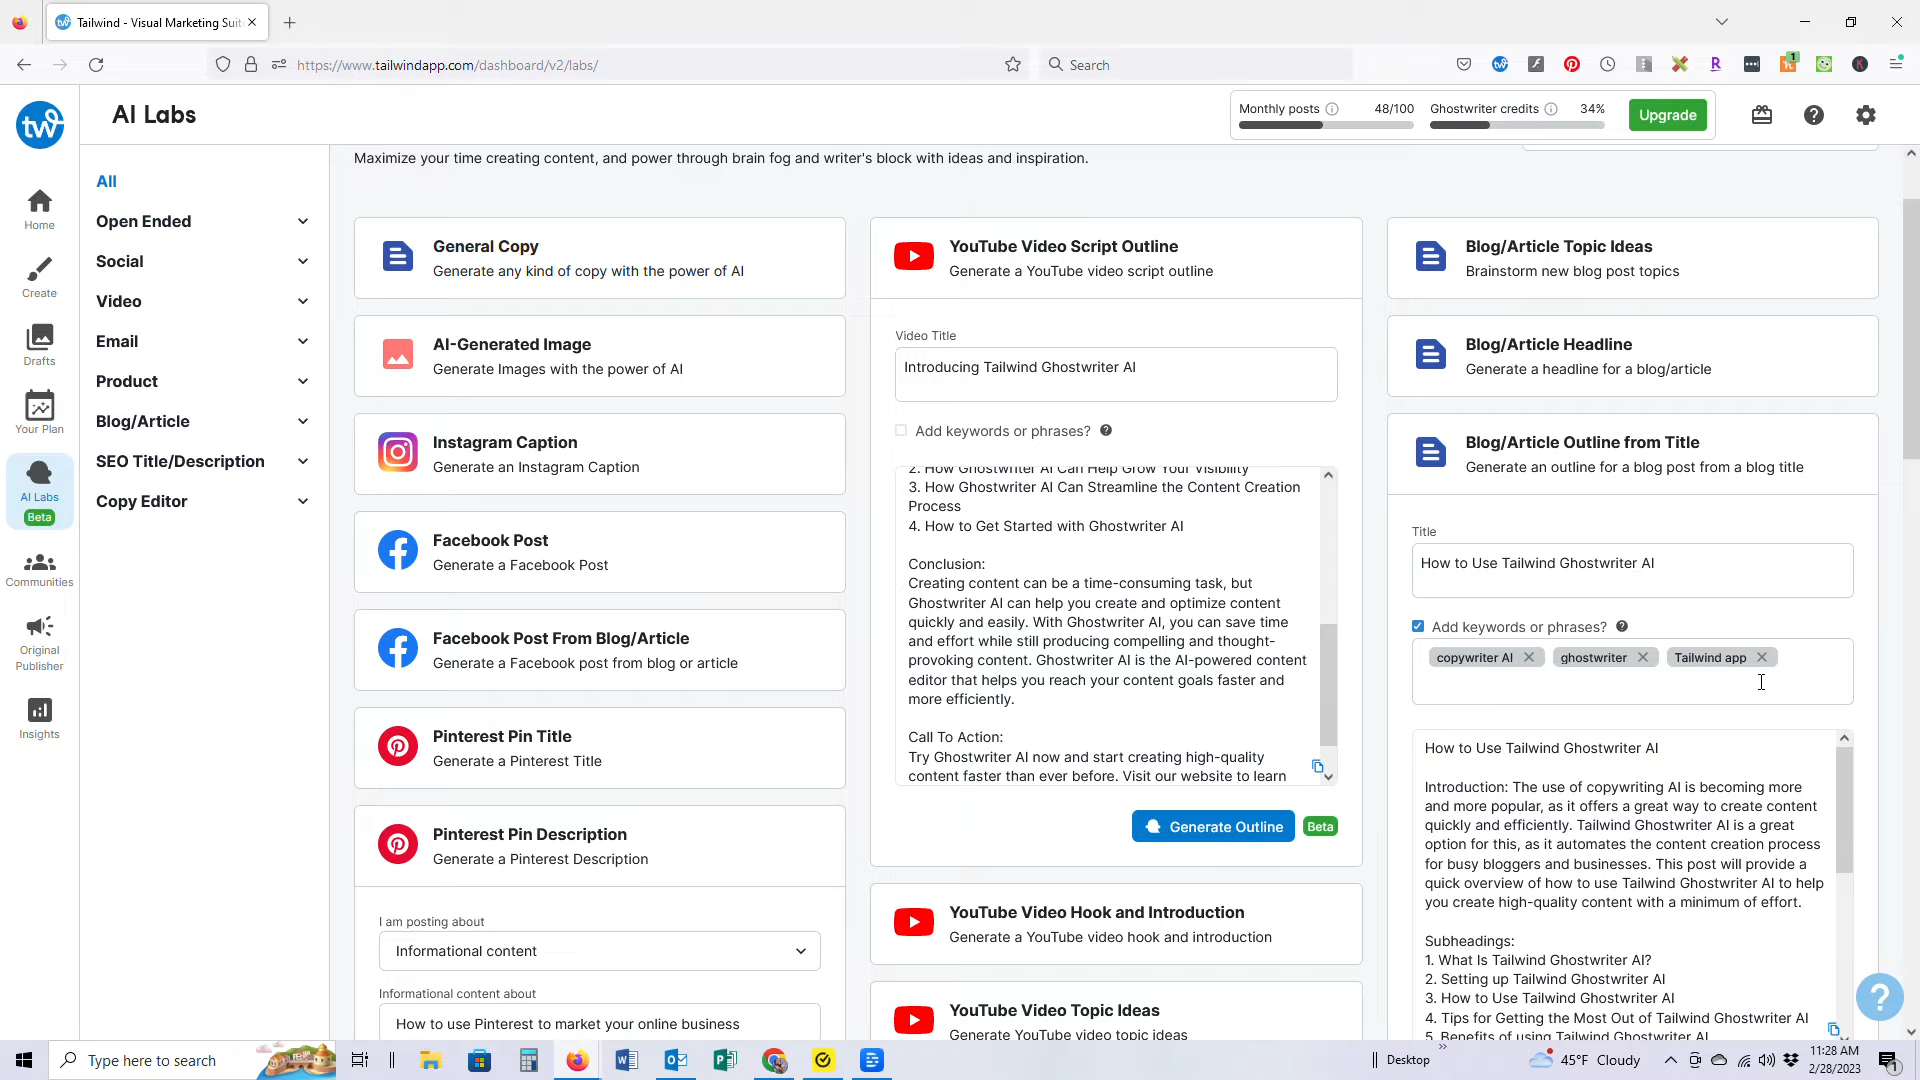 Tailwind - Visual Marketing Suit
https://www.tailwindapp.com/dashboard/v2/labs/
Search
1
tw
AI Labs
Monthly posts 48/100
Ghostwriter credits 34%
Upgrade
Home
Create
Drafts
Your Plan
AI Labs
Beta
Communities
Original
Publisher
Insights
All
Open Ended
Social
Video
Email
Product
Blog/Article
SEO Title/Description
Copy Editor
Maximize your time creating content, and power through brain fog and writer's block with ideas and inspiration.
General Copy
Generate any kind of copy with the power of AI
AI-Generated Image
Generate Images with the power of AI
Instagram Caption
Generate an Instagram Caption
Facebook Post
Generate a Facebook Post
Facebook Post From Blog/Article
Generate a Facebook post from blog or article
Pinterest Pin Title
Generate a Pinterest Title
Pinterest Pin Description
Generate a Pinterest Description
I am posting about
Informational content
Informational content about
How to use Pinterest to market your online business
YouTube Video Script Outline
Generate a YouTube video script outline
Video Title
Introducing Tailwind Ghostwriter AI
Add keywords or phrases?
2. How Ghostwriter AI Can Help Grow Your Visibility
3. How Ghostwriter AI Can Streamline the Content Creation
Process
4. How to Get Started with Ghostwriter AI
Conclusion:
Creating content can be a time-consuming task, but
Ghostwriter AI can help you create and optimize content
quickly and easily. With Ghostwriter AI, you can save time
and effort while still producing compelling and thought-
provoking content. Ghostwriter AI is the AI-powered content
editor that helps you reach your content goals faster and
more efficiently.
Call To Action:
Try Ghostwriter AI now and start creating high-quality
content faster than ever before. Visit our website to learn
Generate Outline
Beta
YouTube Video Hook and Introduction
Generate a YouTube video hook and introduction
YouTube Video Topic Ideas
Generate YouTube video topic ideas
Blog/Article Topic Ideas
Brainstorm new blog post topics
Blog/Article Headline
Generate a headline for a blog/article
Blog/Article Outline from Title
Generate an outline for a blog post from a blog title
Title
How to Use Tailwind Ghostwriter AI
Add keywords or phrases?
copywriter AI
ghostwriter
Tailwind app
How to Use Tailwind Ghostwriter AI
Introduction: The use of copywriting AI is becoming more
and more popular, as it offers a great way to create content
quickly and efficiently. Tailwind Ghostwriter AI is a great
option for this, as it automates the content creation process
for busy bloggers and businesses. This post will provide a
quick overview of how to use Tailwind Ghostwriter AI to help
you create high-quality content with a minimum of effort.
Subheadings:
1. What Is Tailwind Ghostwriter AI?
2. Setting up Tailwind Ghostwriter AI
3. How to Use Tailwind Ghostwriter AI
4. Tips for Getting the Most Out of Tailwind Ghostwriter AI
5. Benefits of using Tailwind Ghostwriter AI
?
Type here to search
Desktop
45°F Cloudy
11:28 AM
2/28/2023
1